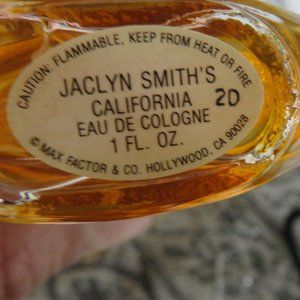 CAUTION, FLAMMABLE, KEEP FROM HEAT OR FIRE
JACLYN SMITH'S
CALIFORNIA
2D
EAU DE COLOGNE
1 FL. OZ.
© MAX FACTOR & CO. HOLLYWOOD, CA 90028